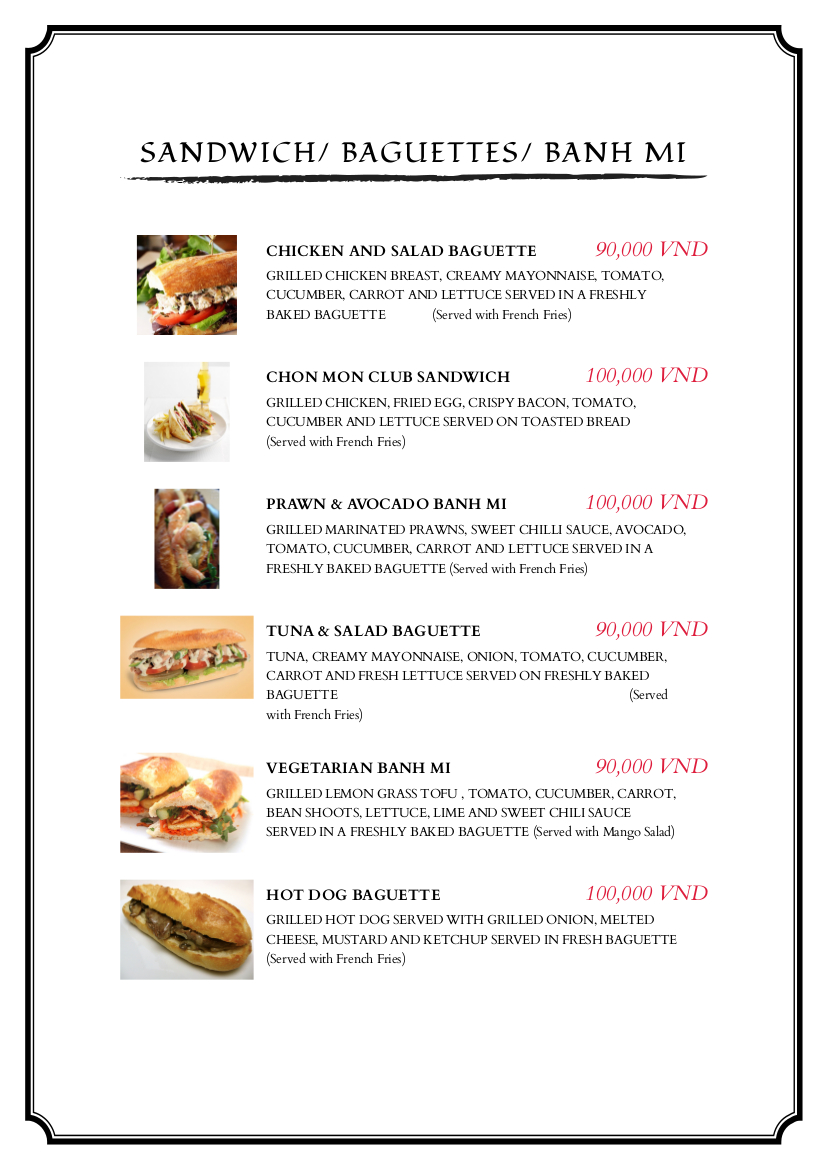 SANDWICH/ BAGUETTES/ BANH MI
CHICKEN AND SALAD BAGUETTE 90,000 VND
GRILLED CHICKEN BREAST, CREAMY MAYONNAISE, TOMATO,
CUCUMBER, CARROT AND LETTUCE SERVED IN A FRESHLY
BAKED BAGUETTE (Served with French Fries)
CHON MON CLUB SANDWICH 100,000 VND
GRILLED CHICKEN, FRIED EGG, CRISPY BACON, TOMATO,
CUCUMBER AND LETTUCE SERVED ON TOASTED BREAD
(Served with French Fries)
PRAWN & AVOCADO BANH MI 100,000 VND
GRILLED MARINATED PRAWNS, SWEET CHILLI SAUCE, AVOCADO,
TOMATO, CUCUMBER, CARROT AND LETTUCE SERVED IN A
FRESHLY BAKED BAGUETTE (Served with French Fries)
TUNA & SALAD BAGUETTE 90,000 VND
TUNA, CREAMY MAYONNAISE, ONION, TOMATO, CUCUMBER,
CARROT AND FRESH LETTUCE SERVED ON FRESHLY BAKED
BAGUETTE (Served
with French Fries)
VEGETARIAN BANH MI 90,000 VND
GRILLED LEMON GRASS TOFU , TOMATO, CUCUMBER, CARROT,
BEAN SHOOTS, LETTUCE, LIME AND SWEET CHILI SAUCE
SERVED IN A FRESHLY BAKED BAGUETTE (Served with Mango Salad)
HOT DOG BAGUETTE 100,000 VND
GRILLED HOT DOG SERVED WITH GRILLED ONION, MELTED
CHEESE, MUSTARD AND KETCHUP SERVED IN FRESH BAGUETTE
(Served with French Fries)